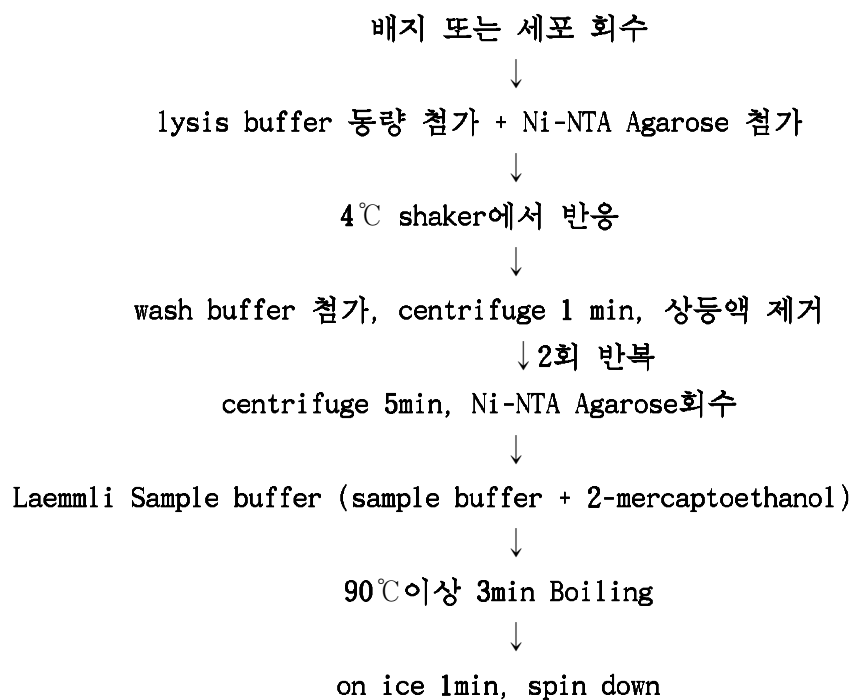 배지 또는 세포 회수
↓
lysis buffer 동량 첨가 + Ni-NTA Agarose 첨가
↓
4℃ shaker에서 반응
↓
wash buffer 첨가, centrifuge 1 min, 상등액 제거
↓2회 반복
centrifuge 5min, Ni-NTA Agarose회수
↓
Laemmli Sample buffer (sample buffer + 2-mercaptoethanol)
↓
90℃이상 3min Boiling
↓
on ice 1min, spin down